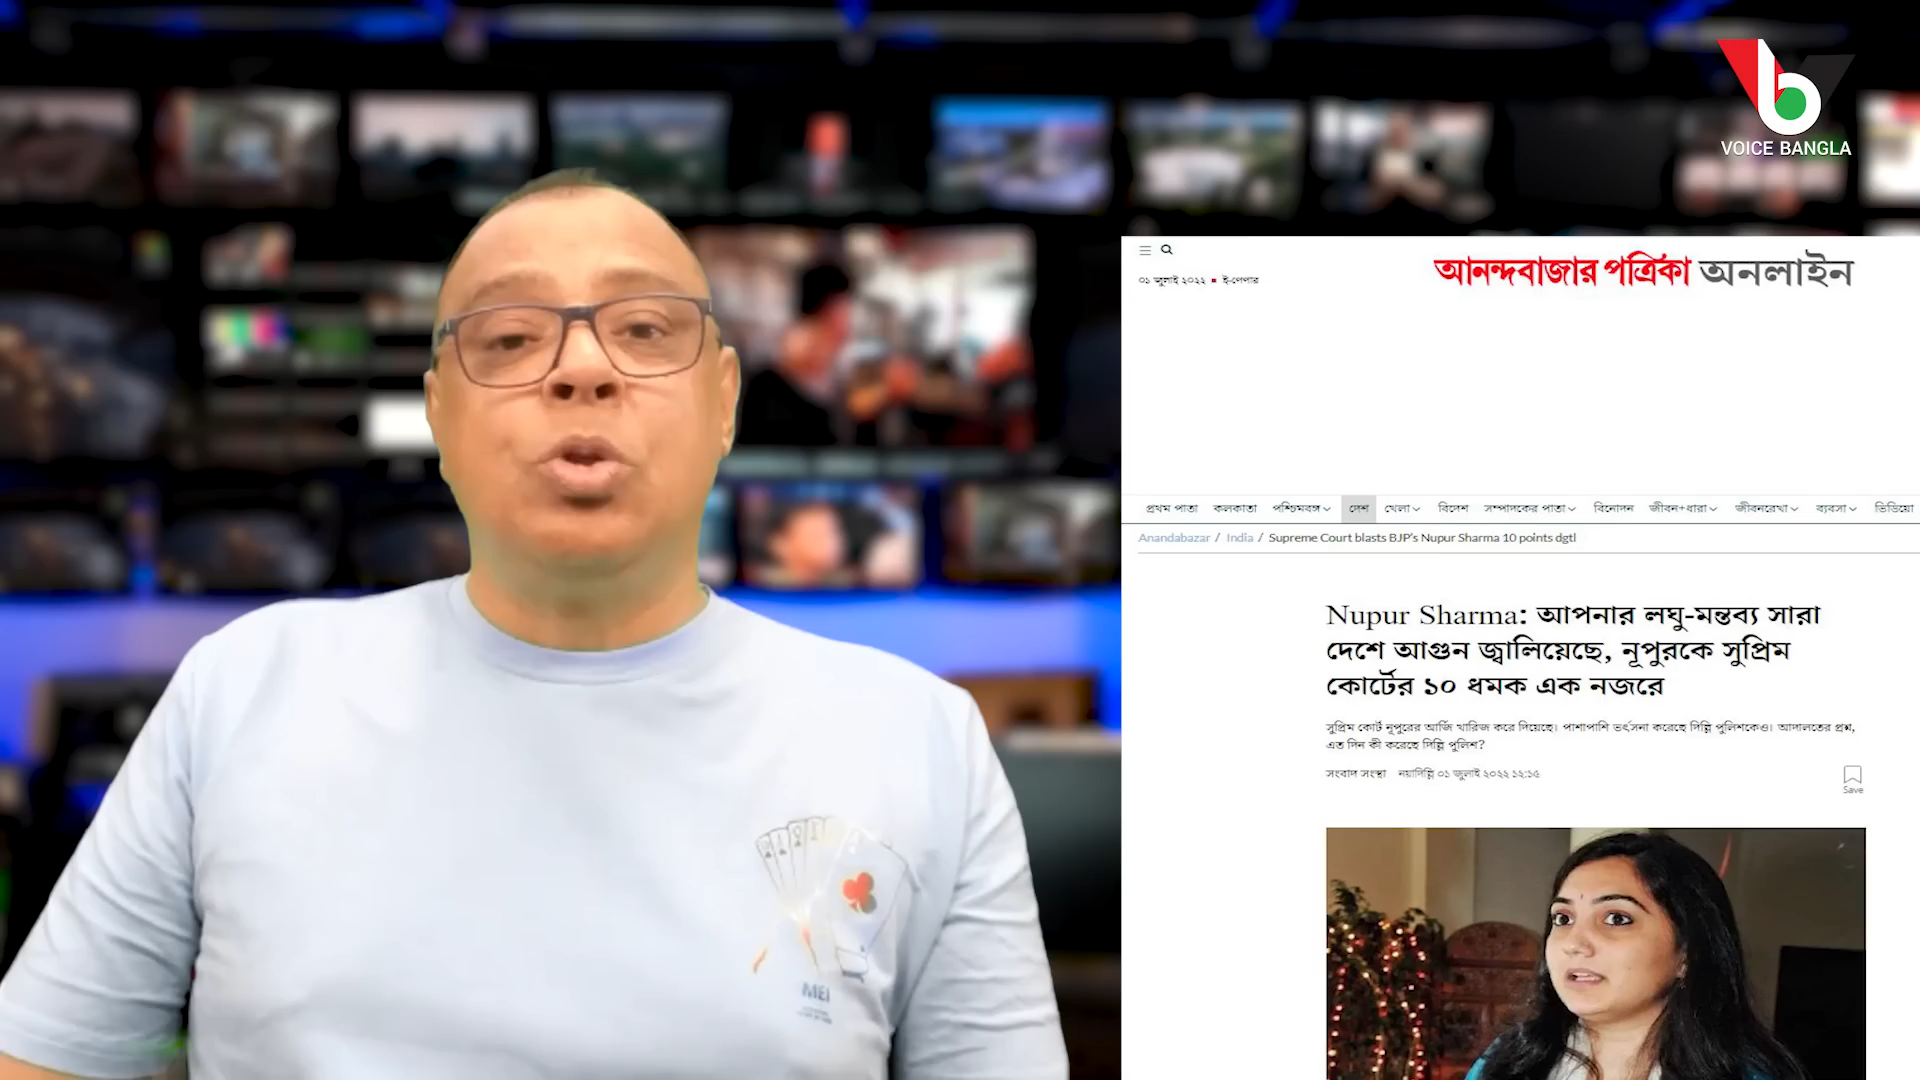 VOICE BANGLA
আনন্দবাজার পত্রিকা অনলাইন
০১ জুলাই ২০২২ ■ ই-পেপার
প্রথম পাতা কলকাতা পশ্চিমবঙ্গ দেশ খেলা বিদেশ সম্পাদকের পাতা বিনোদন জীবন+ধারা জীবনরেখা ব্যবসা ভিডিয়ো
Anandabazar / India / Supreme Court blasts BJP's Nupur Sharma 10 points dgtl
Nupur Sharma: আপনার লঘু-মন্তব্য সারা
দেশে আগুন জ্বালিয়েছে, নূপুরকে সুপ্রিম
কোর্টের ১০ ধমক এক নজরে
সুপ্রিম কোর্ট নূপুরের আর্জি খারিজ করে দিয়েছে। পাশাপাশি ভর্ৎসনা করেছে দিল্লি পুলিশকেও। আদালতের প্রশ্ন,
এত দিন কী করেছে দিল্লি পুলিশ?
সংবাদ সংস্থা নয়াদিল্লি ০১ জুলাই ২০২২ ১২:১৫
Save
MEI